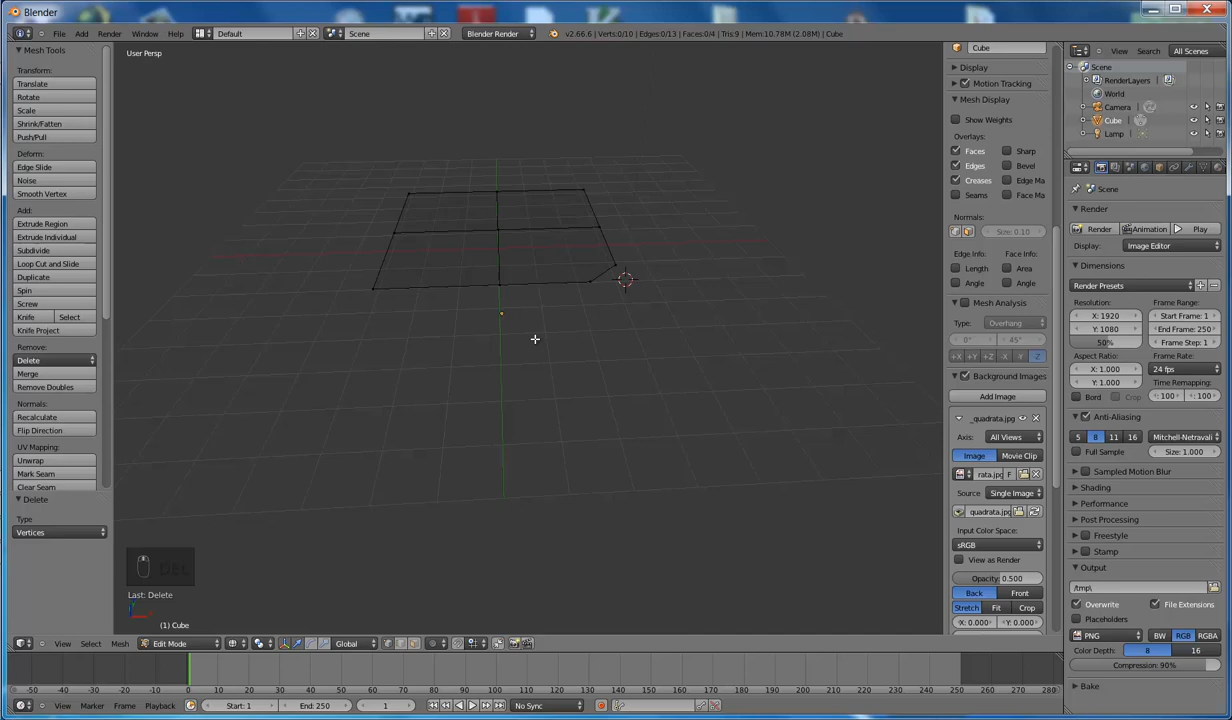 Blender
File Add Render Window Help Default Scene Blender Render v2.66.6 | Verts:0/10 | Edges:0/13 | Faces:0/4 | Tris:9 | Mem:10.78M (2.08M) | Cube
Mesh Tools
Transform:
Translate
Rotate
Scale
Shrink/Fatten
Push/Pull
Deform:
Edge Slide
Noise
Smooth Vertex
Add:
Extrude Region
Extrude Individual
Subdivide
Loop Cut and Slide
Duplicate
Spin
Screw
Knife Select
Knife Project
Remove:
Delete
Merge
Remove Doubles
Normals:
Recalculate
Flip Direction
UV Mapping:
Unwrap
Mark Seam
Clear Seam
Delete
Type
Vertices
User Persp
DEL
Last: Delete
(1) Cube
Cube
Display
Motion Tracking
Mesh Display
Show Weights
Overlays:
Faces Sharp
Edges Bevel
Creases Edge Ma
Seams Face Ma
Normals:
Size: 0.10
Edge Info: Face Info:
Length Area
Angle Angle
Mesh Analysis
Type: Overhang
0° 45°
+X +Y +Z -X -Y -Z
Background Images
Add Image
_quadrata.jpg
Axis: All Views
Image Movie Clip
rata.jpg F
Source Single Image
quadrata.jpg
Input Color Space:
sRGB
View as Render
Opacity: 0.500
Back Front
Stretch Fit Crop
X: 0.000 Y: 0.000
View Search All Scenes
Scene
RenderLayers
World
Camera
Cube
Lamp
Scene
Render
Render Animation Play
Display: Image Editor
Dimensions
Render Presets
Resolution: Frame Range:
X: 1920 Start Frame: 1
Y: 1080 End Frame: 250
50% Frame Step: 1
Aspect Ratio: Frame Rate:
X: 1.000 24 fps
Y: 1.000 Time Remapping:
Bord Crop : 100 : 100
Anti-Aliasing
5 8 11 16 Mitchell-Netravali
Full Sample Size: 1.000
Sampled Motion Blur
Shading
Performance
Post Processing
Freestyle
Stamp
Output
/tmp\
Overwrite File Extensions
Placeholders
PNG BW RGB RGBA
Color Depth: 8 16
Compression: 90%
Bake
View Select Mesh Edit Mode Global
-50 -40 -30 -20 -10 0 10 20 30 40 50 60 70 80 90 100 110 120 130 140 150 160 170 180 190 200 210 220 230 240 250 260 270 280
View Marker Frame Playback Start: 1 End: 250 1 No Sync